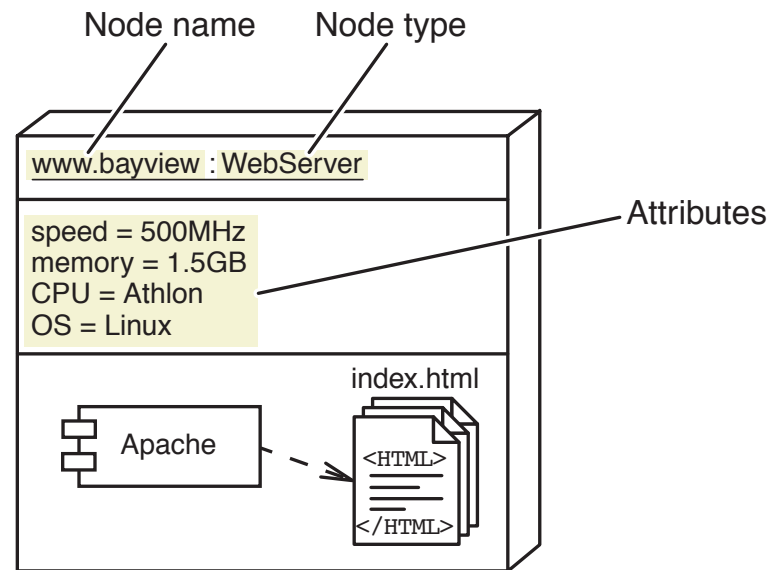 Node name
Node type
www.bayview : WebServer
speed = 500MHz
memory = 1.5GB
CPU = Athlon
OS = Linux
Attributes
index.html
Apache
<HTML>
</HTML>